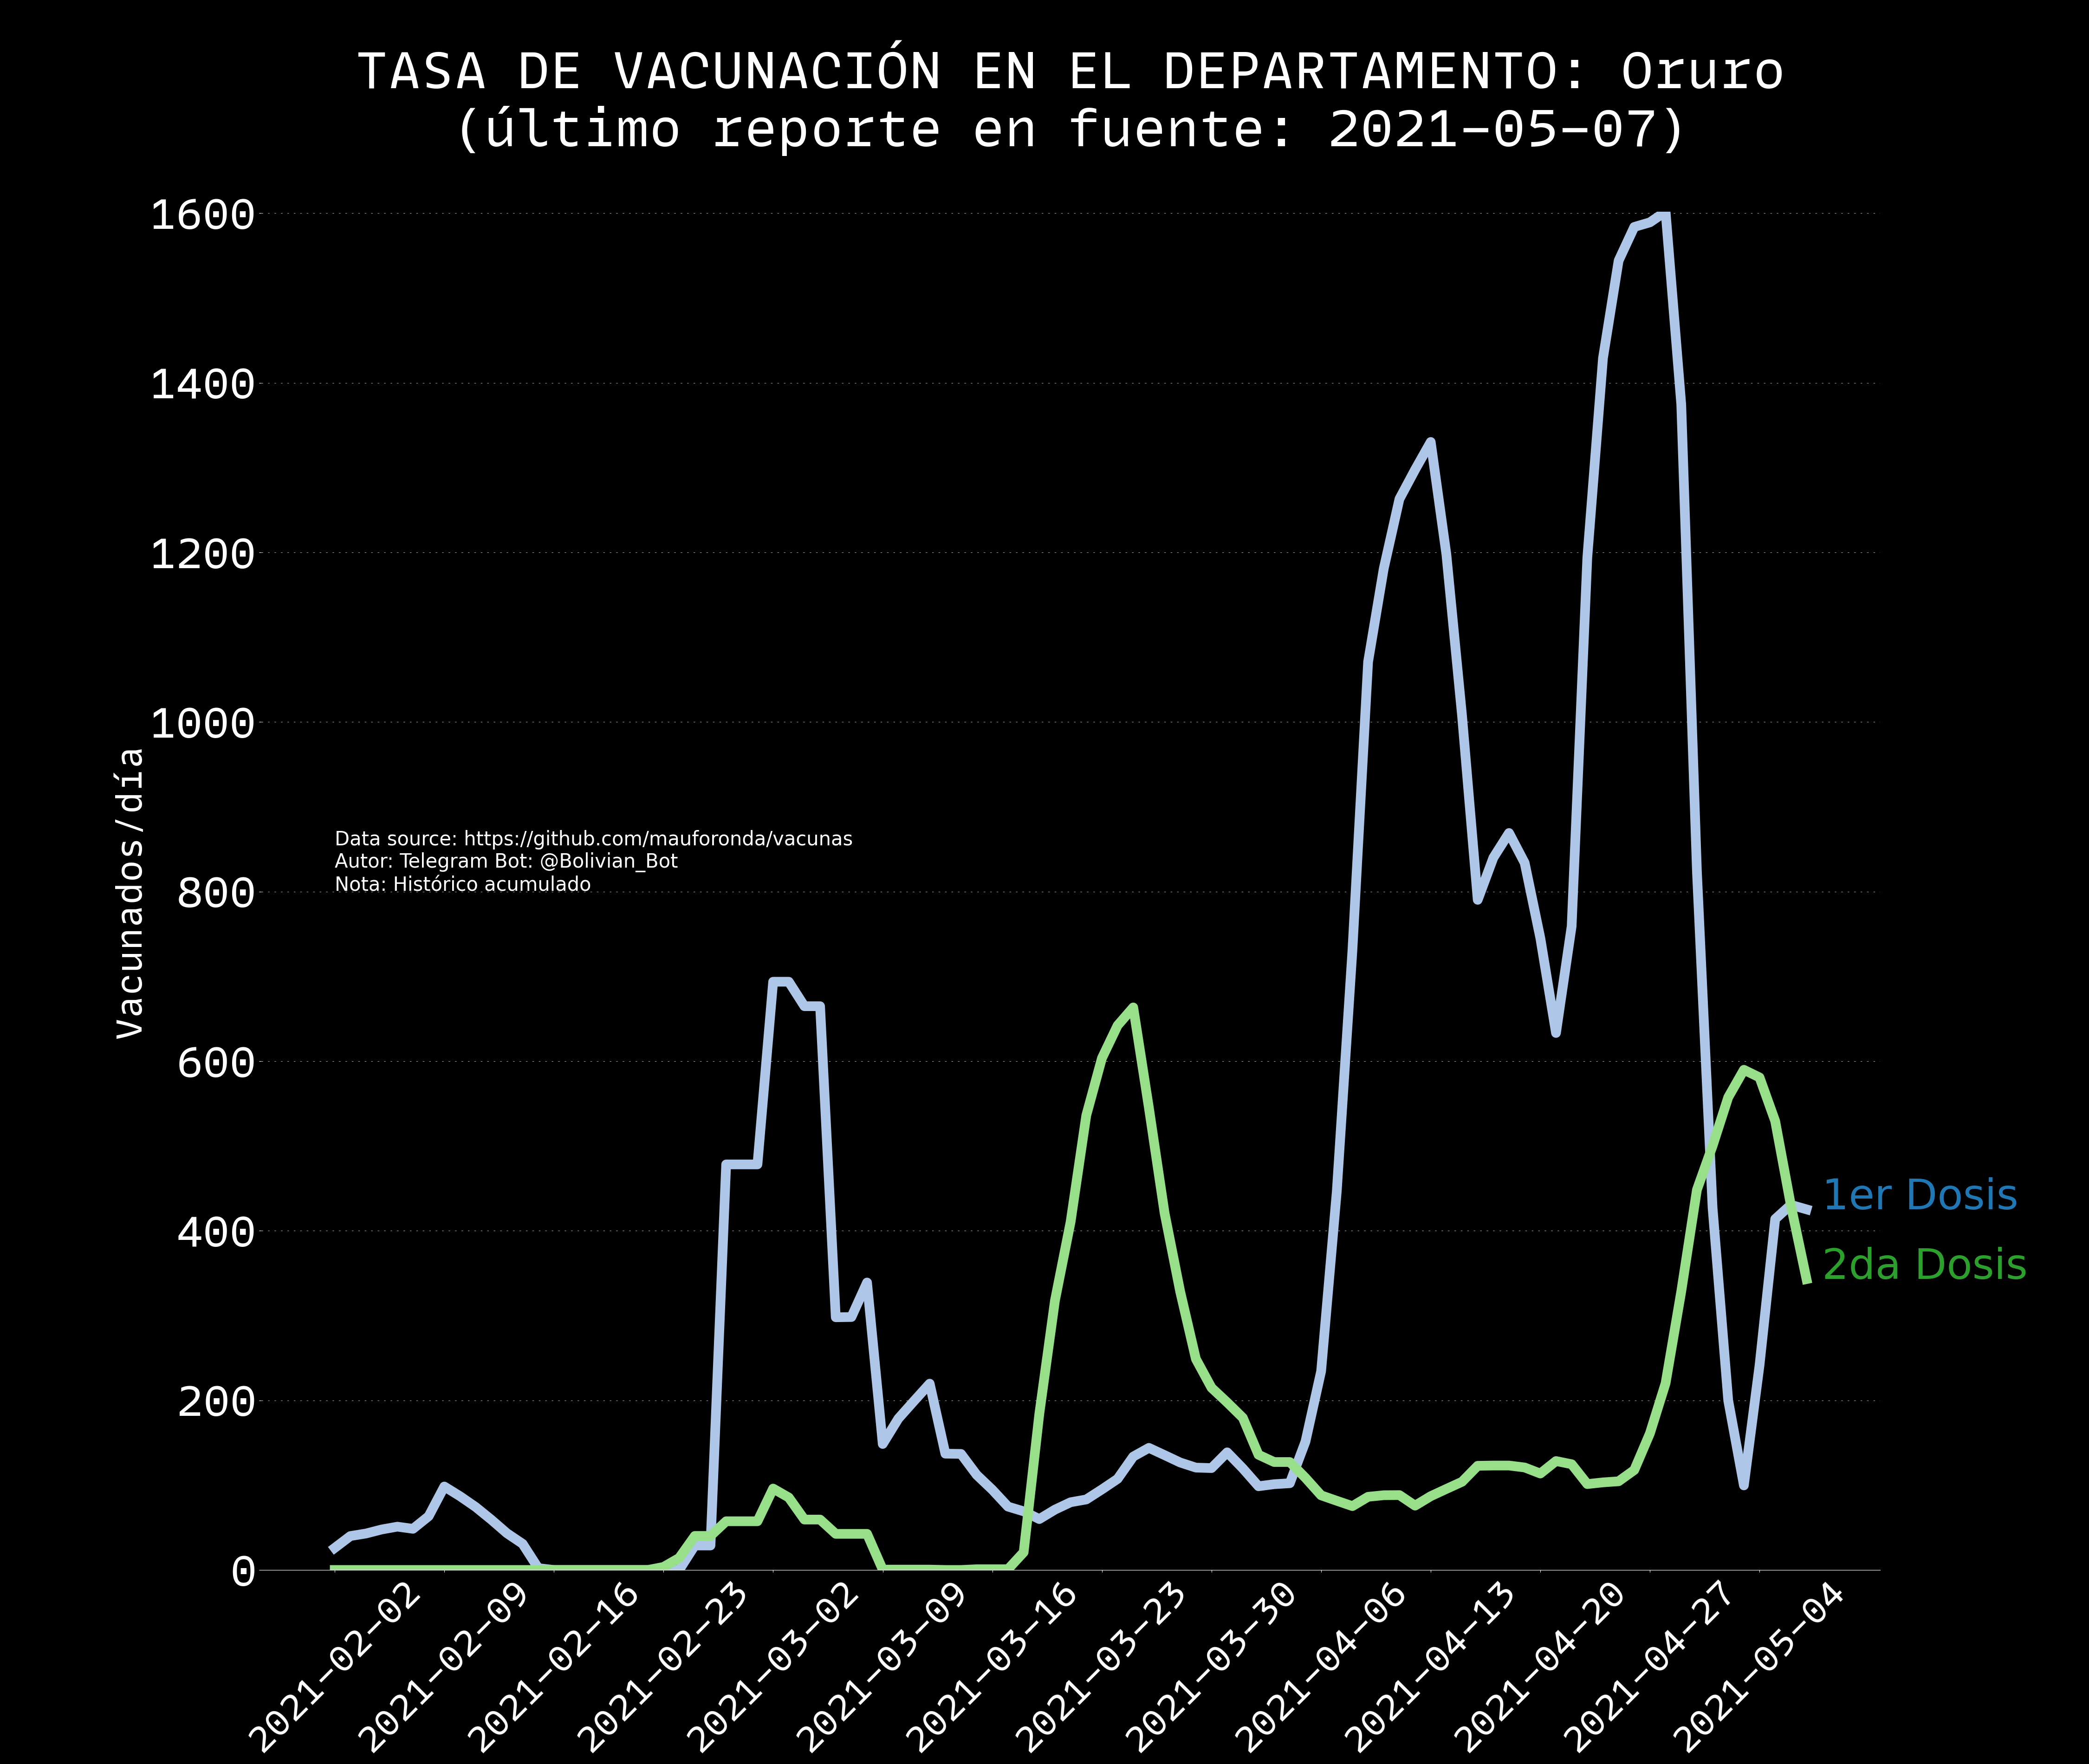 TASA DE VACUNACIÓN EN EL DEPARTAMENTO: Oruro
(último reporte en fuente: 2021-05-07)
1600
1400
1200
1000
800
600
400
200
0
Vacunados/día
Data source: https://github.com/mauforonda/vacunas
Autor: Telegram Bot: @Bolivian_Bot
Nota: Histórico acumulado
1er Dosis
2da Dosis
2021-02-02
2021-02-09
2021-02-16
2021-02-23
2021-03-02
2021-03-09
2021-03-16
2021-03-23
2021-03-30
2021-04-06
2021-04-13
2021-04-20
2021-04-27
2021-05-04